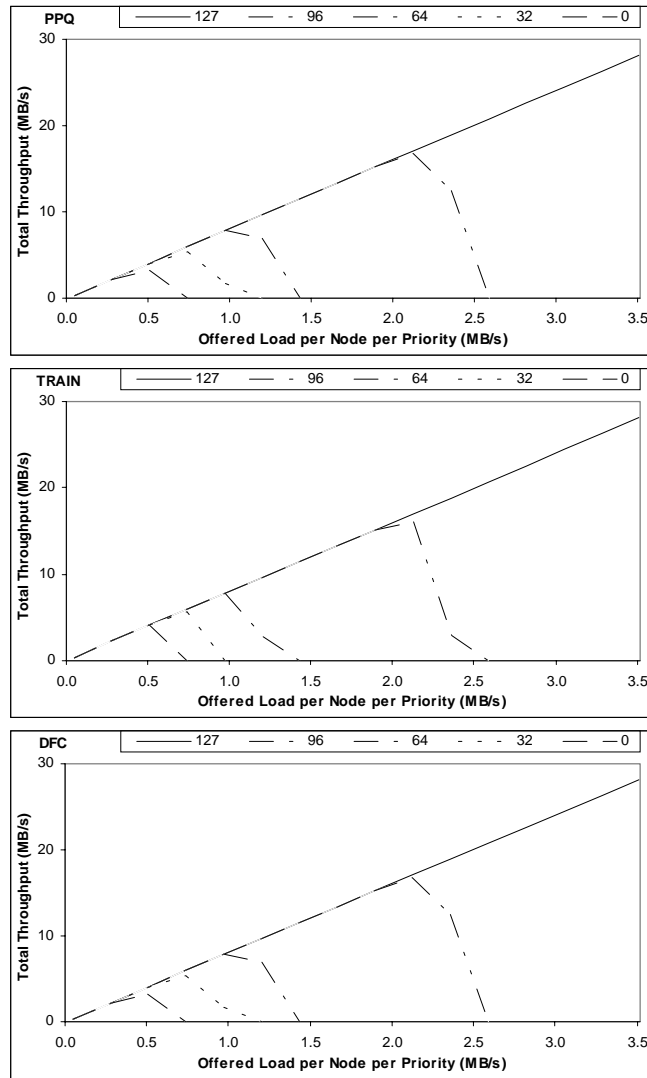 PPQ 127 96 64 32 0
30
20
10
0
Total Throughput (MB/s)
0.0 0.5 1.0 1.5 2.0 2.5 3.0 3.5
Offered Load per Node per Priority (MB/s)
TRAIN 127 96 64 32 0
30
20
10
0
Total Throughput (MB/s)
0.0 0.5 1.0 1.5 2.0 2.5 3.0 3.5
Offered Load per Node per Priority (MB/s)
DFC 127 96 64 32 0
30
20
10
0
Total Throughput (MB/s)
0.0 0.5 1.0 1.5 2.0 2.5 3.0 3.5
Offered Load per Node per Priority (MB/s)